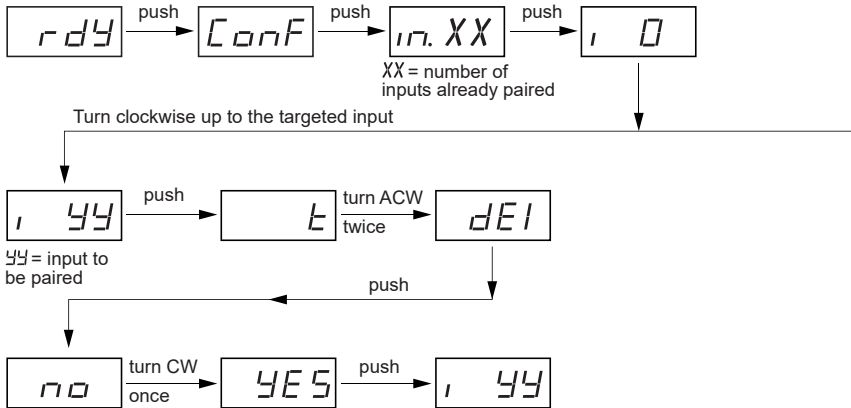 push push push
rdY ConF in. XX i 0
XX = number of
inputs already paired
Turn clockwise up to the targeted input
push turn ACW
i YY t dEl
twice
YY = input to
be paired
push
turn CW push
no YES i YY
once